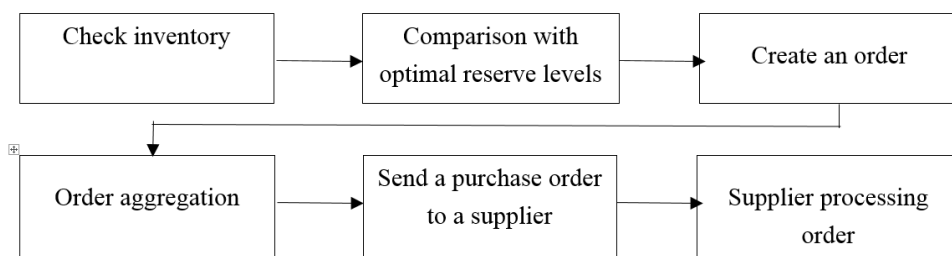 Check inventory
Comparison with
optimal reserve levels
Create an order
Order aggregation
Send a purchase order
to a supplier
Supplier processing
order